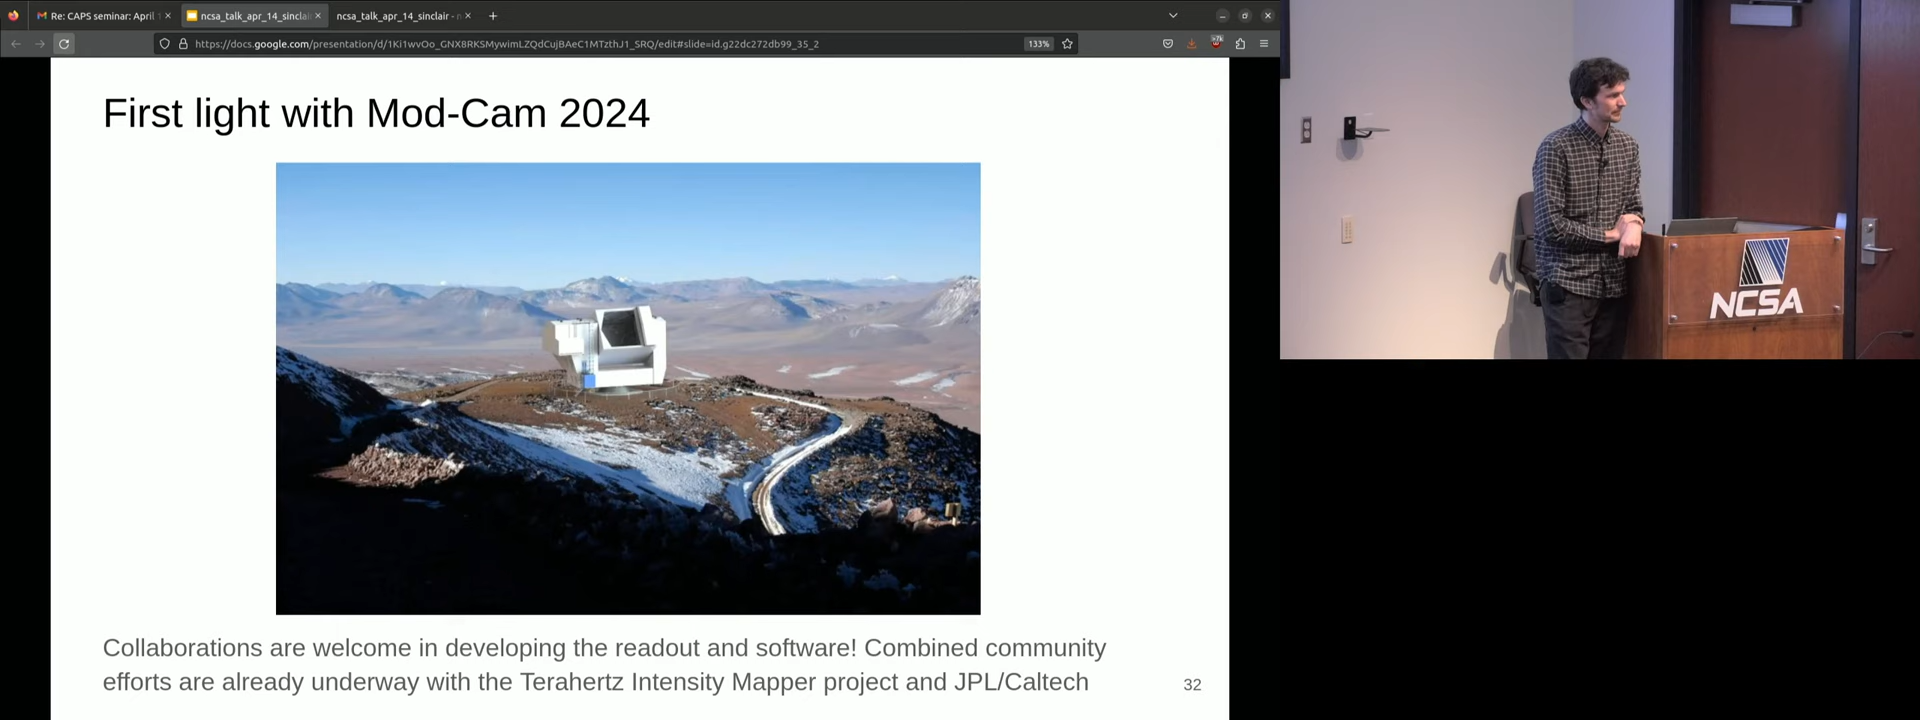 Re: CAPS seminar: April
ncsa_talk_apr_14_sinclair
ncsa_talk_apr_14_sinclair - n
https://docs.google.com/presentation/d/1Ki1wvOo_GNX8RKSMywimLZQdCujBAeC1MTzthJ1_SRQ/edit#slide=id.g22dc272db99_35_2
133%
>7k
First light with Mod-Cam 2024
Collaborations are welcome in developing the readout and software! Combined community
efforts are already underway with the Terahertz Intensity Mapper project and JPL/Caltech
32
NCSA